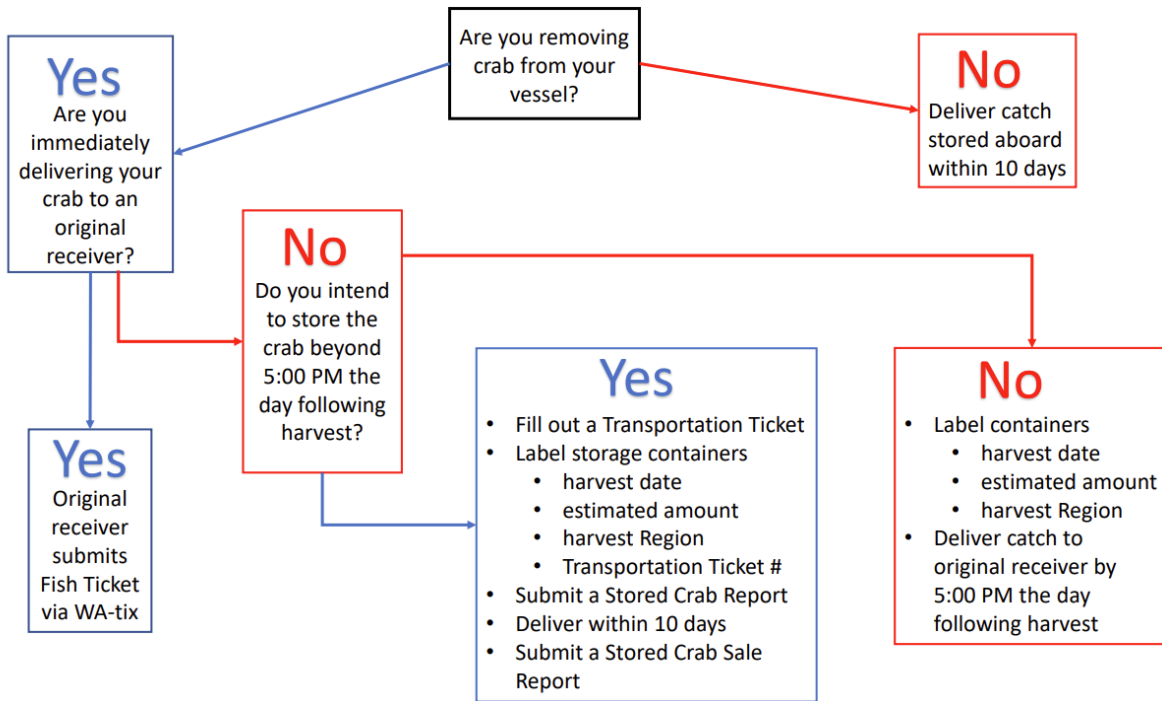 Are you removing
crab from your
vessel?
Yes
Are you
immediately
delivering your
crab to an
original
receiver?
No
Deliver catch
stored aboard
within 10 days
No
Do you intend
to store the
crab beyond
5:00 PM the
day following
harvest?
Yes
Original
receiver
submits
Fish Ticket
via WA-tix
Yes
• Fill out a Transportation Ticket
• Label storage containers
• harvest date
• estimated amount
• harvest Region
• Transportation Ticket #
• Submit a Stored Crab Report
• Deliver within 10 days
• Submit a Stored Crab Sale
Report
No
• Label containers
• harvest date
• estimated amount
• harvest Region
• Deliver catch to
original receiver by
5:00 PM the day
following harvest